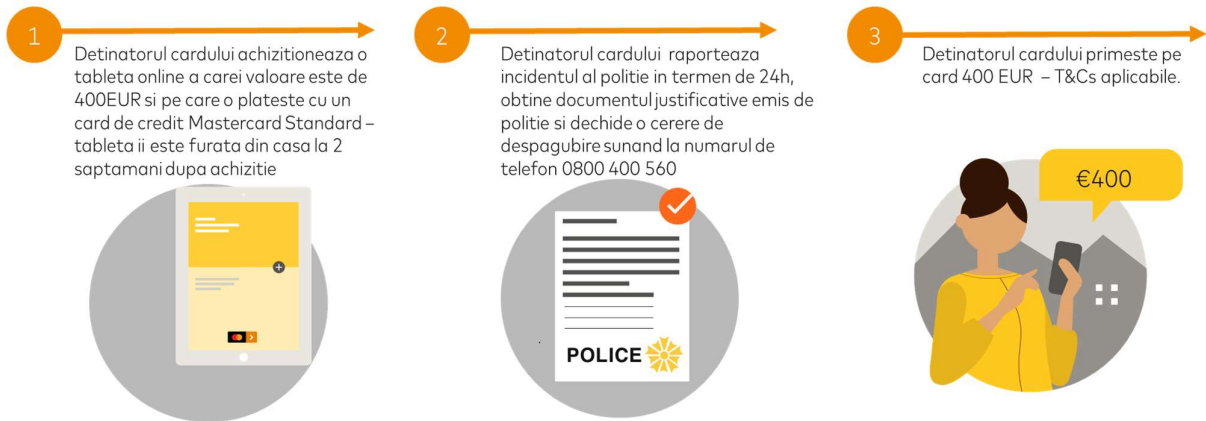 1
Detinatorul cardului achizitioneaza o
tableta online a carei valoare este de
400EUR si pe care o plateste cu un
card de credit Mastercard Standard –
tableta ii este furata din casa la 2
saptamani dupa achizitie
2
Detinatorul cardului raporteaza
incidentul al politie in termen de 24h,
obtine documentul justificative emis de
politie si dechide o cerere de
despagubire sunand la numarul de
telefon 0800 400 560
POLICE
3
Detinatorul cardului primeste pe
card 400 EUR – T&Cs aplicabile.
€400